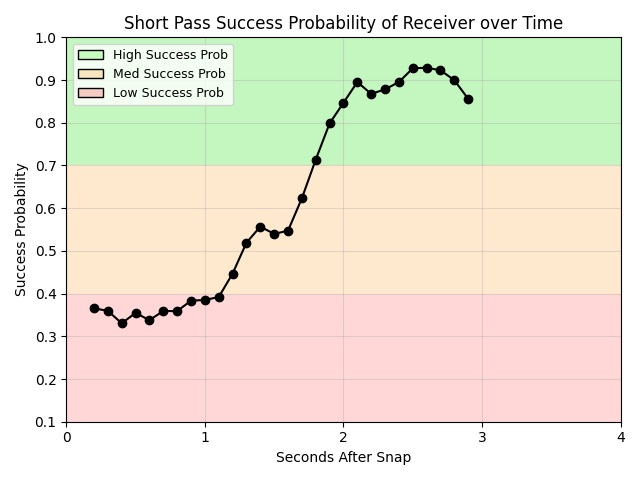 Short Pass Success Probability of Receiver over Time
High Success Prob
Med Success Prob
Low Success Prob
1.0
0.9
0.8
0.7
0.6
0.5
0.4
0.3
0.2
0.1
Success Probability
0 1 2 3 4
Seconds After Snap